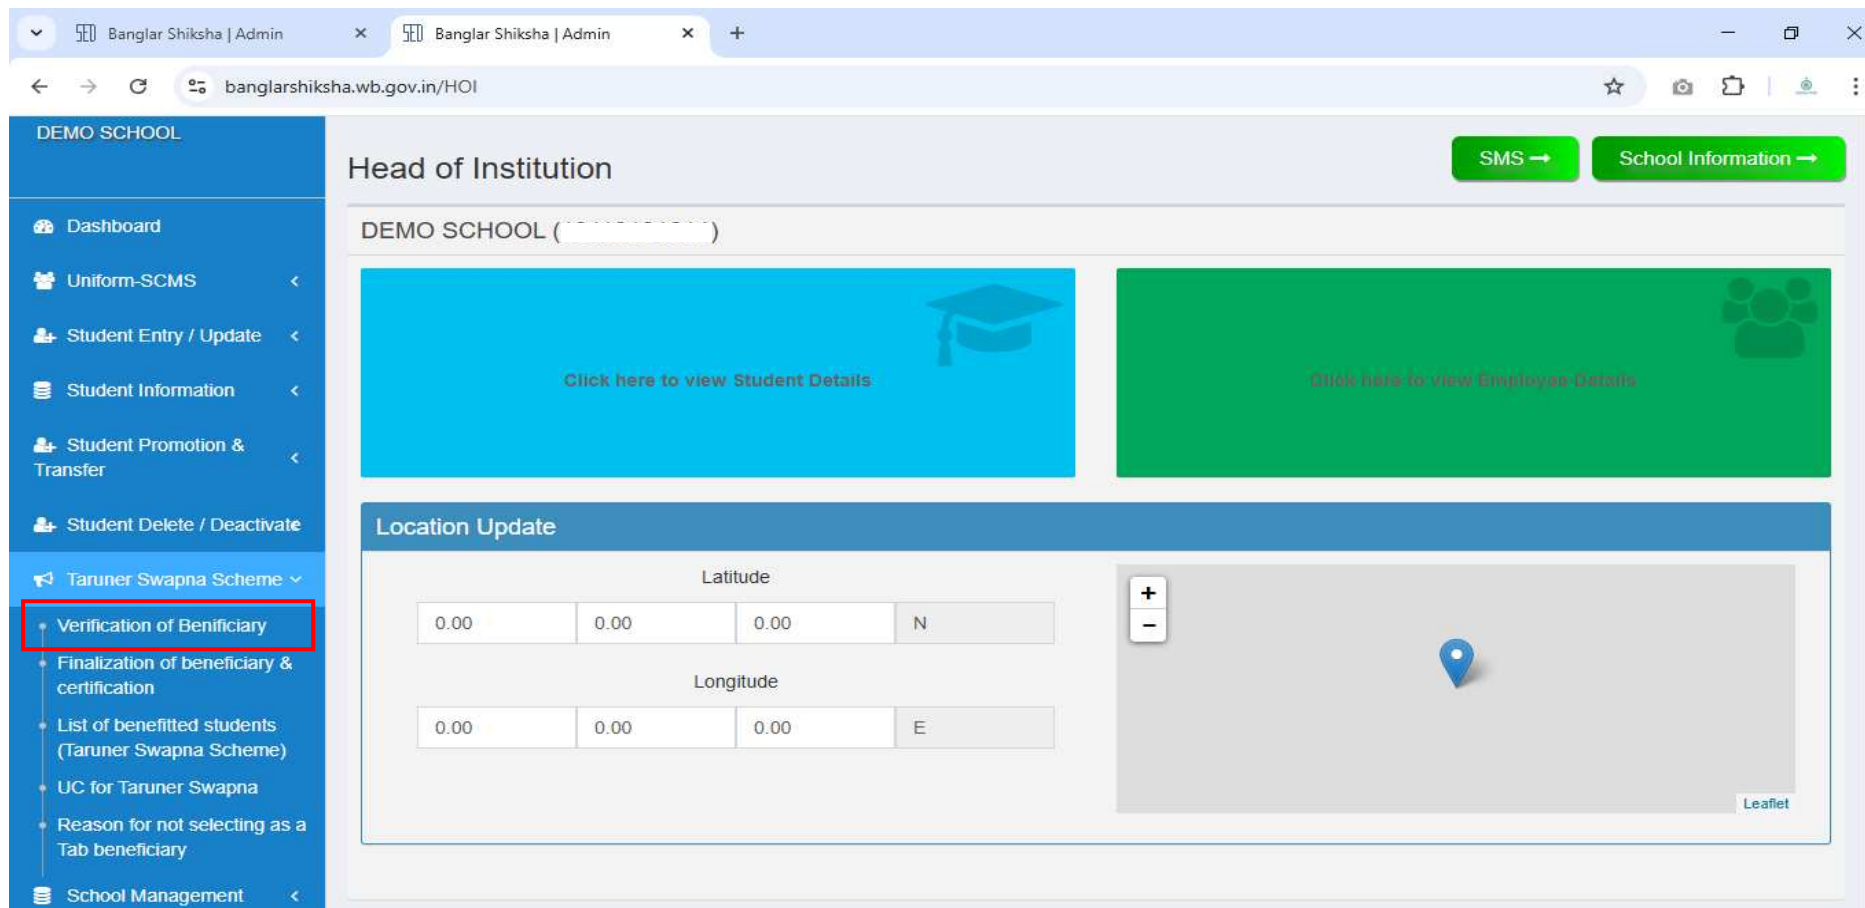 Banglar Shiksha | Admin
Banglar Shiksha | Admin
banglarshiksha.wb.gov.in/HOI
DEMO SCHOOL
Dashboard
Uniform-SCMS
Student Entry / Update
Student Information
Student Promotion &
Transfer
Student Delete / Deactivate
Taruner Swapna Scheme
Verification of Benificiary
Finalization of beneficiary &
certification
List of benefitted students
(Taruner Swapna Scheme)
UC for Taruner Swapna
Reason for not selecting as a
Tab beneficiary
School Management
Head of Institution
SMS→
School Information→
DEMO SCHOOL ( )
Click here to view Student Details
Click here to view Employee Details
Location Update
Latitude
0.00 0.00 0.00 N
Longitude
0.00 0.00 0.00 E
+
−
Leaflet